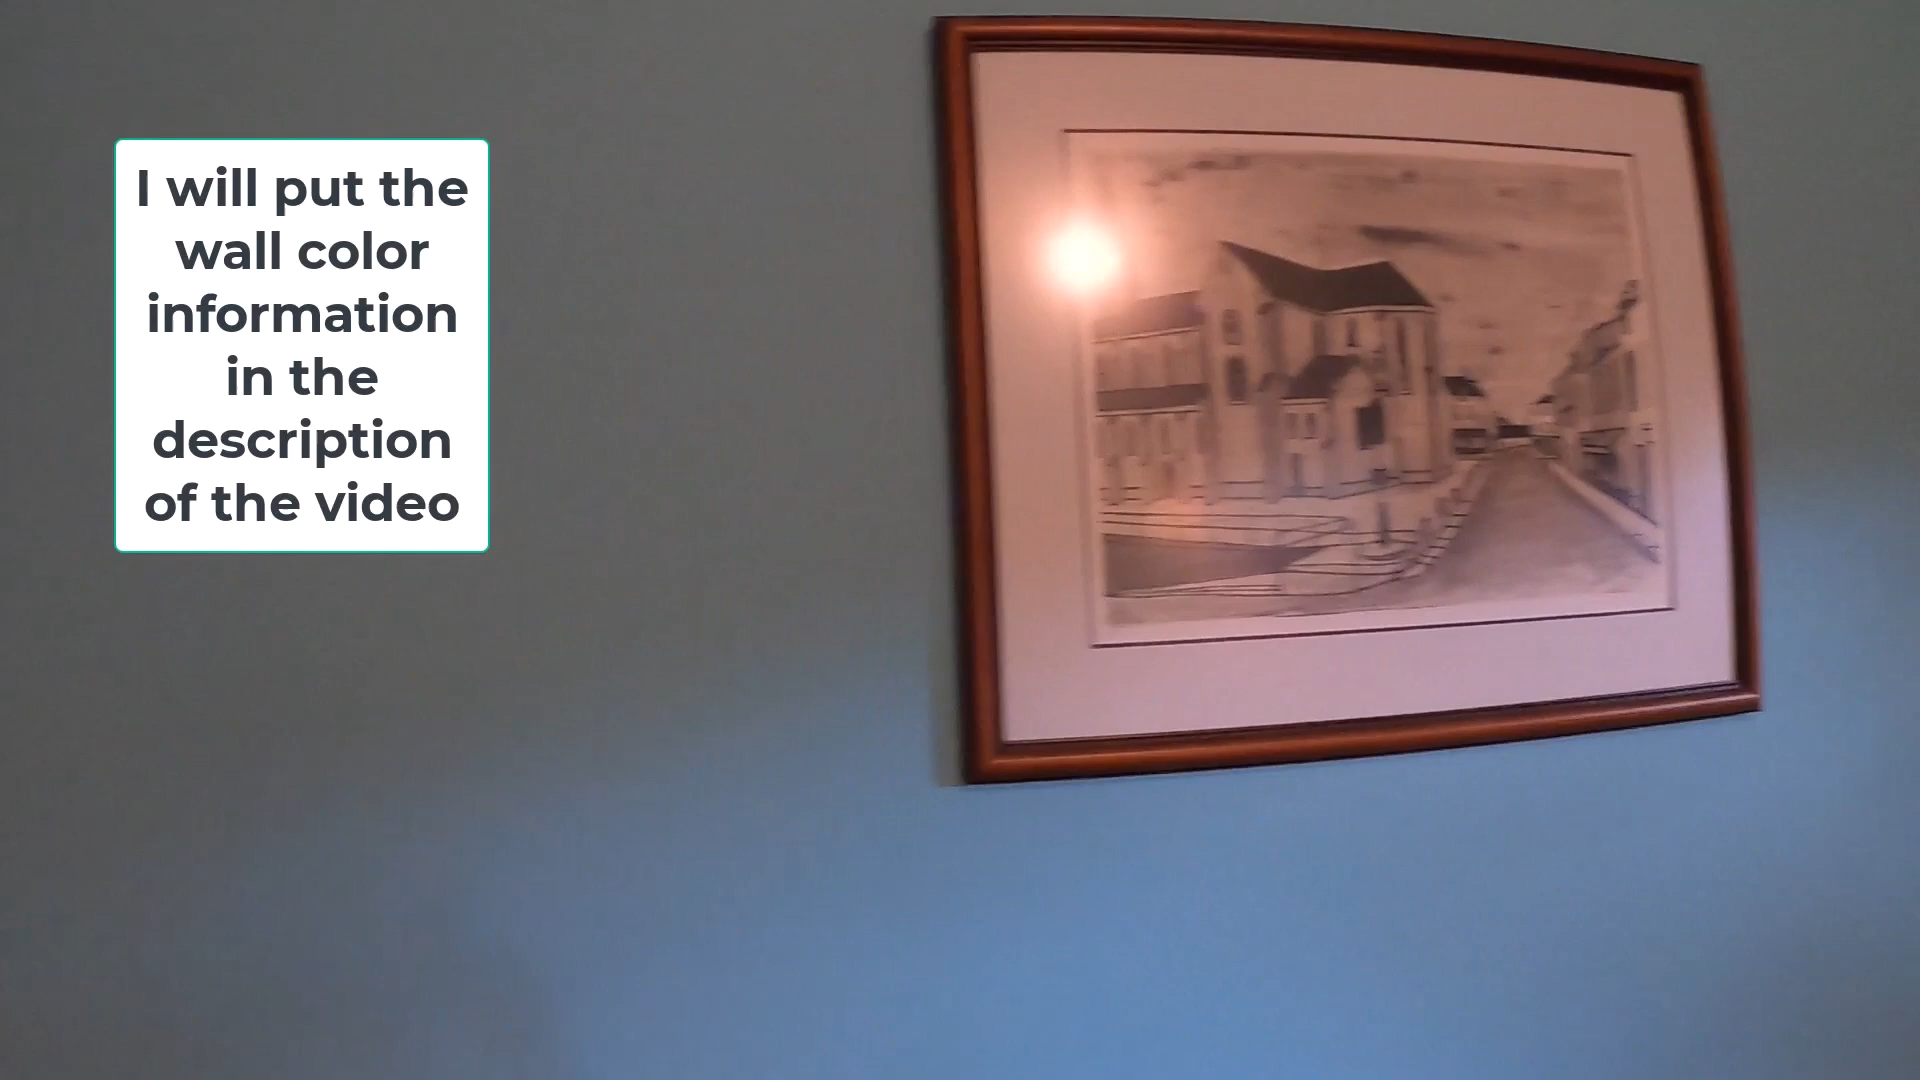 I will put the
wall color
information
in the
description
of the video